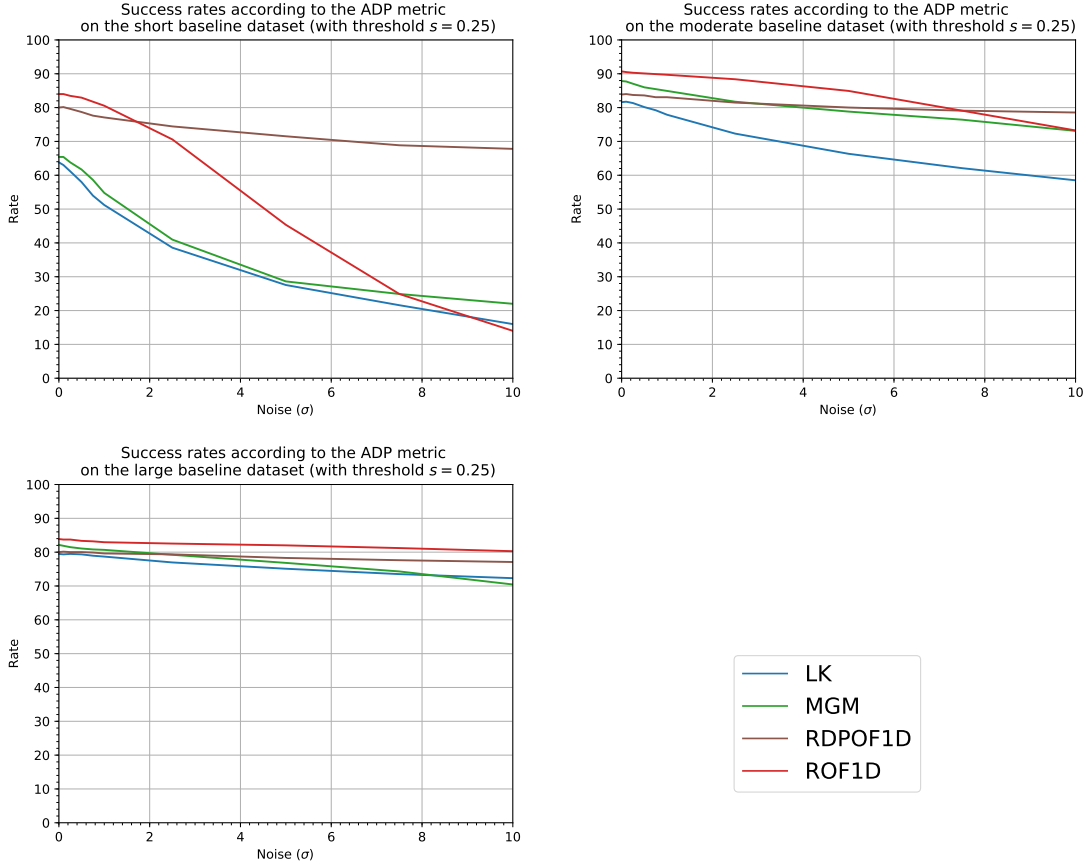 Success rates according to the ADP metric
on the short baseline dataset (with threshold s = 0.25)
100
90
80
70
60
50
40
30
20
10
0
Rate
0 2 4 6 8 10
Noise (σ)
Success rates according to the ADP metric
on the moderate baseline dataset (with threshold s = 0.25)
100
90
80
70
60
50
40
30
20
10
0
Rate
0 2 4 6 8 10
Noise (σ)
Success rates according to the ADP metric
on the large baseline dataset (with threshold s = 0.25)
100
90
80
70
60
50
40
30
20
10
0
Rate
0 2 4 6 8 10
Noise (σ)
LK
MGM
RDPOF1D
ROF1D